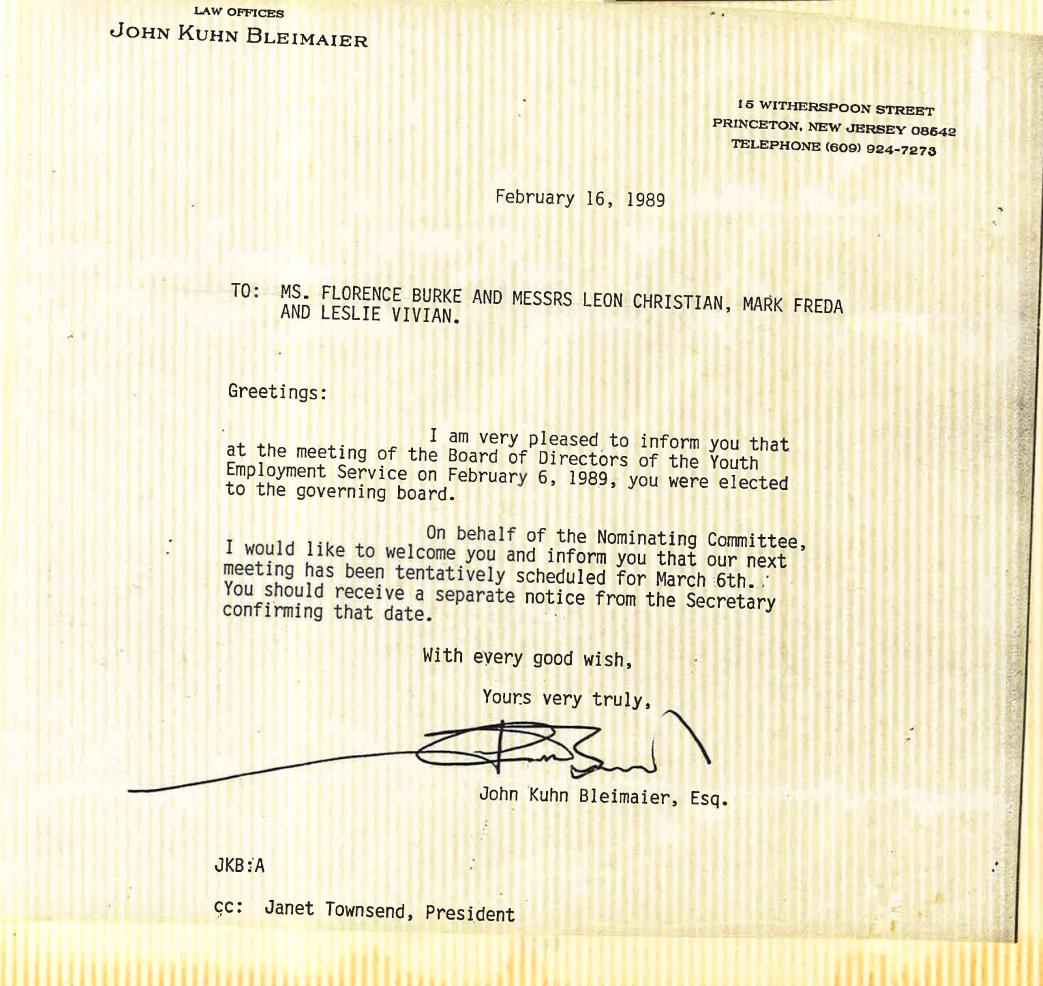 LAW OFFICES
JOHN KUHN BLEIMAIER
15 WITHERSPOON STREET
PRINCETON, NEW JERSEY 08542
TELEPHONE (609) 924-7273
February 16, 1989
TO: MS. FLORENCE BURKE AND MESSRS LEON CHRISTIAN, MARK FREDA
AND LESLIE VIVIAN.
Greetings:
I am very pleased to inform you that
at the meeting of the Board of Directors of the Youth
Employment Service on February 6, 1989, you were elected
to the governing board.
On behalf of the Nominating Committee,
I would like to welcome you and inform you that our next
meeting has been tentatively scheduled for March 6th.
You should receive a separate notice from the Secretary
confirming that date.
With every good wish,
Yours very truly,
John Kuhn Bleimaier, Esq.
JKB:A
cc: Janet Townsend, President